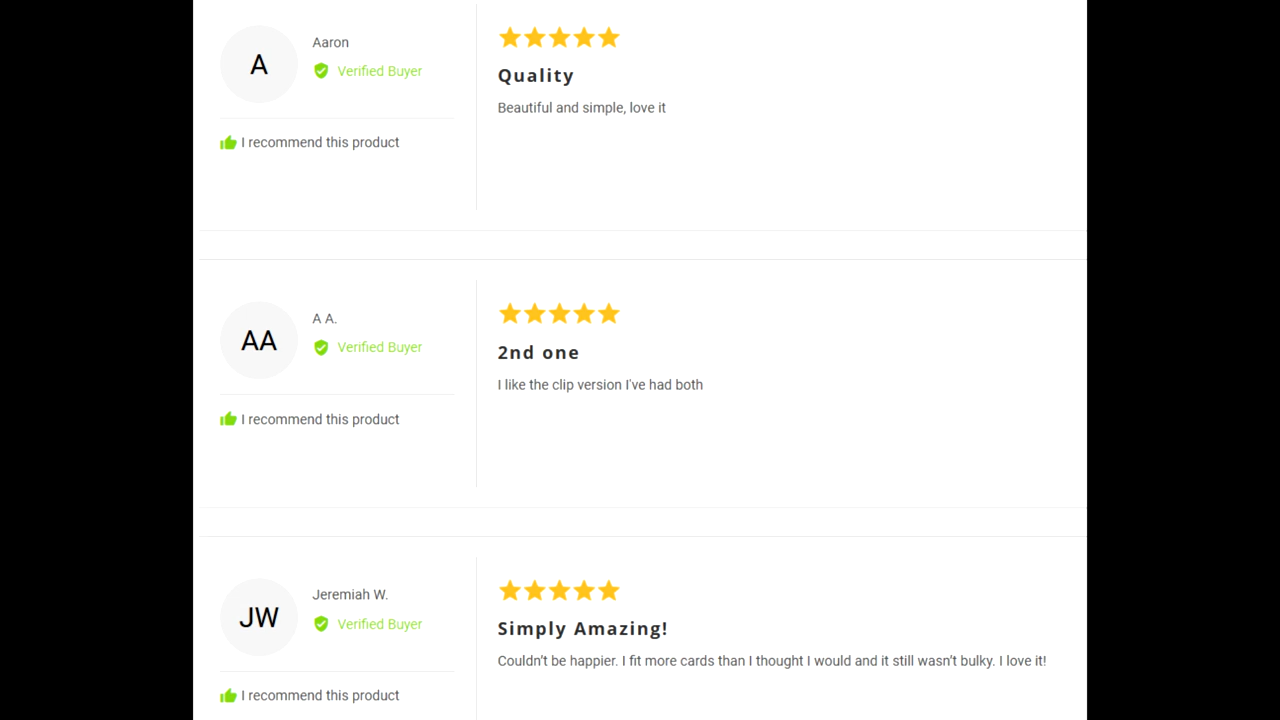 A
Aaron
Verified Buyer
I recommend this product
Quality
Beautiful and simple, love it
AA
A A.
Verified Buyer
I recommend this product
2nd one
I like the clip version I've had both
JW
Jeremiah W.
Verified Buyer
I recommend this product
Simply Amazing!
Couldn't be happier. I fit more cards than I thought I would and it still wasn't bulky. I love it!